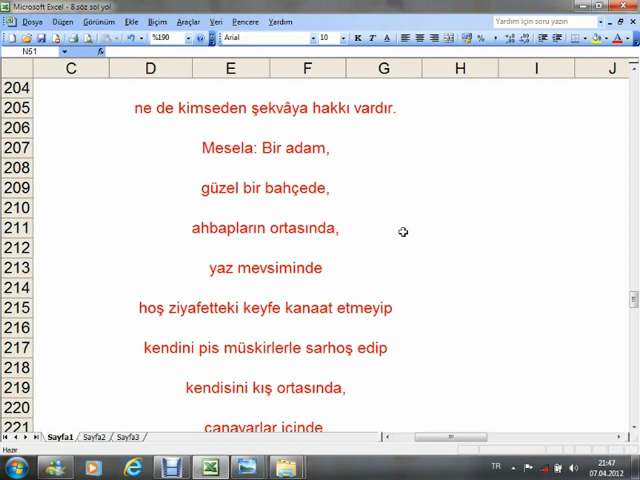 Microsoft Excel - 8.söz sol yol
Dosya Düzen Görünüm Ekle Biçim Araçlar Veri Pencere Yardım
Yardım için soru yazın
%190 Arial 10
N51 fx
C D E F G H I J
204
205 ne de kimseden şekvâya hakkı vardır.
206
207 Mesela: Bir adam,
208
209 güzel bir bahçede,
210
211 ahbapların ortasında,
212
213 yaz mevsiminde
214
215 hoş ziyafetteki keyfe kanaat etmeyip
216
217 kendini pis müskirlerle sarhoş edip
218
219 kendisini kış ortasında,
220
221 canavarlar içinde
Sayfa1 Sayfa2 Sayfa3
Hazır
TR 21:47
07.04.2012